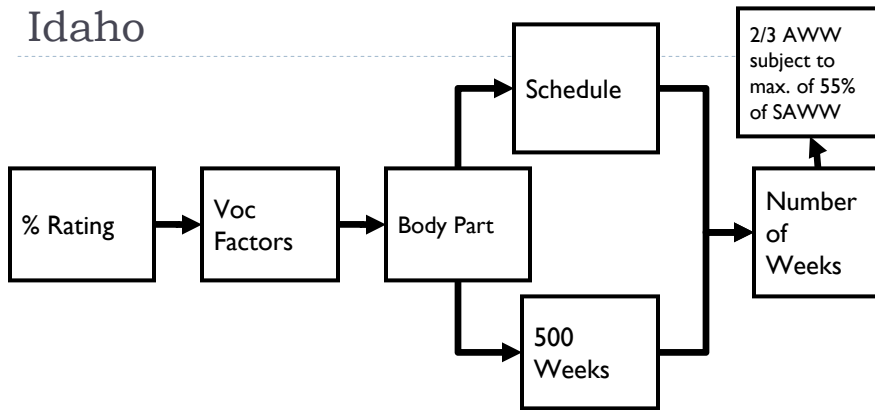 Idaho
2/3 AWW
subject to
max. of 55%
of SAWW
Schedule
% Rating
Voc
Factors
Body Part
Number
of
Weeks
500
Weeks